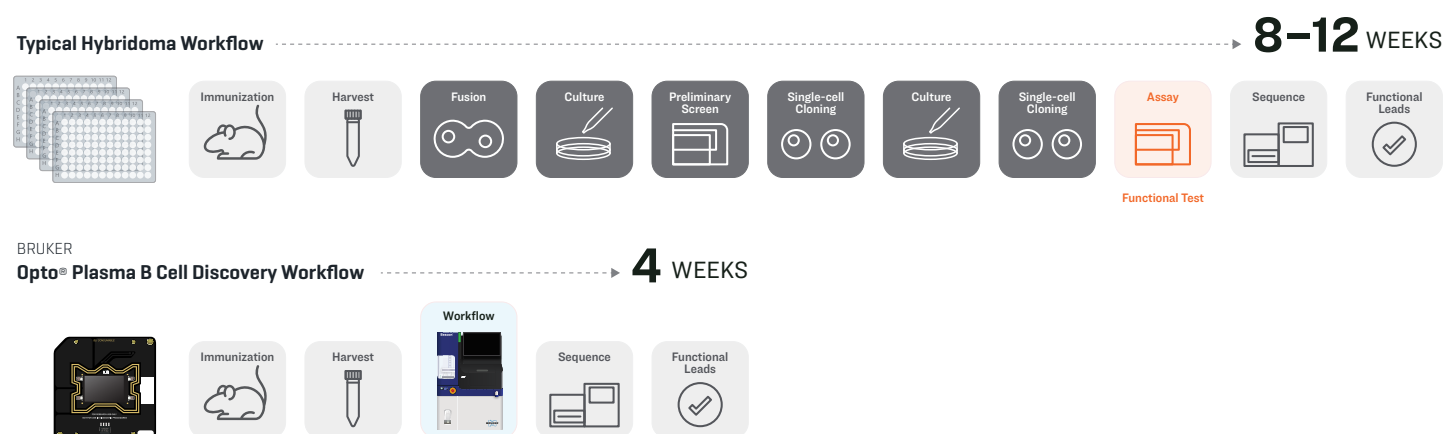 Typical Hybridoma Workflow
8–12 WEEKS
Immunization
Harvest
Fusion
Culture
Preliminary
Screen
Single-cell
Cloning
Culture
Single-cell
Cloning
Assay
Sequence
Functional
Leads
Functional Test
BRUKER
Opto® Plasma B Cell Discovery Workflow
4 WEEKS
Immunization
Harvest
Workflow
Sequence
Functional
Leads